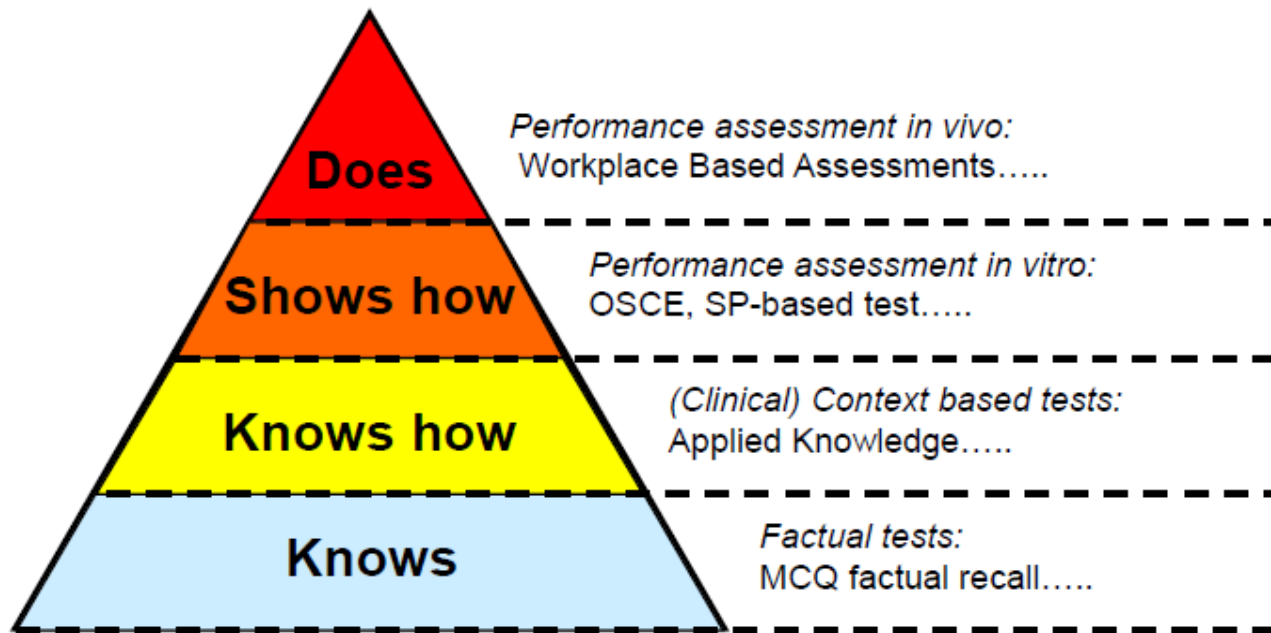 Does
Performance assessment in vivo:
Workplace Based Assessments.....
Shows how
Performance assessment in vitro:
OSCE, SP-based test.....
Knows how
(Clinical) Context based tests:
Applied Knowledge.....
Knows
Factual tests:
MCQ factual recall.....